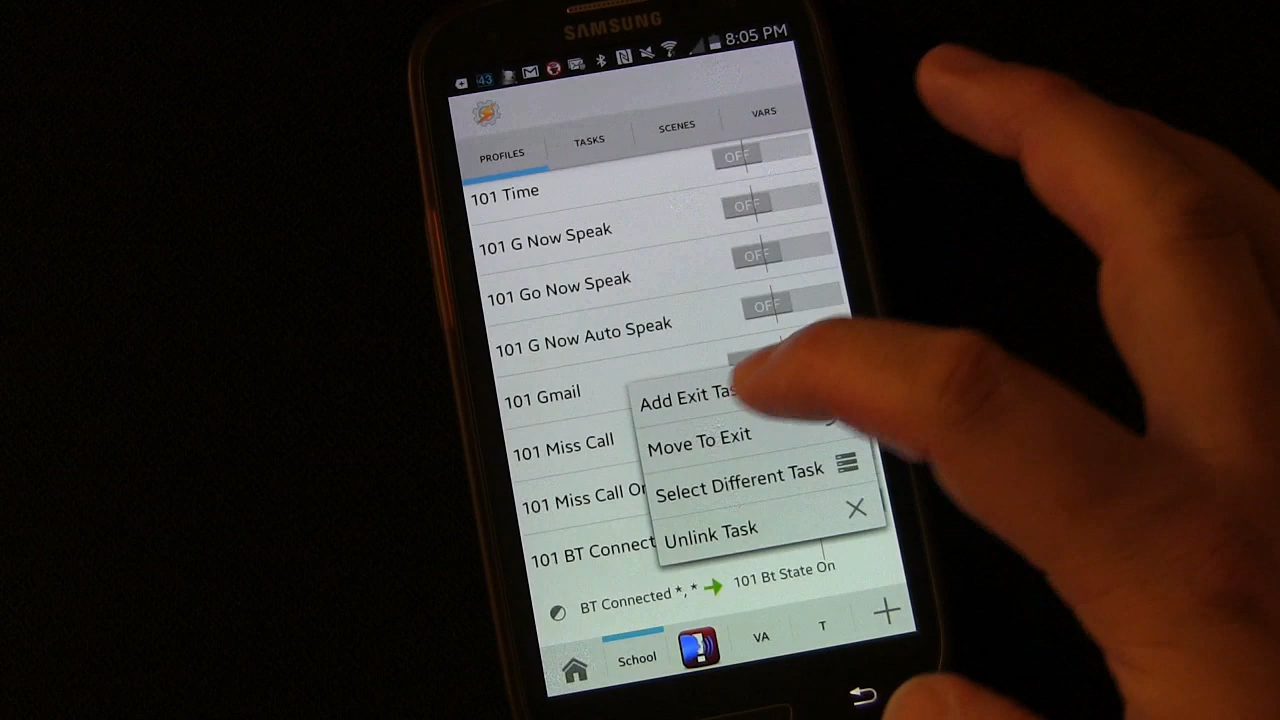 SAMSUNG
43
8:05 PM
PROFILES
TASKS
SCENES
VARS
101 Time
OFF
101 G Now Speak
OFF
101 Go Now Speak
OFF
101 G Now Auto Speak
OFF
101 Gmail
101 Miss Call
101 Miss Call
101 BT Connect
Add Exit
Move To Exit
Select Different Task
Unlink Task
BT Connected *, *
101 Bt State On
School
VA
T